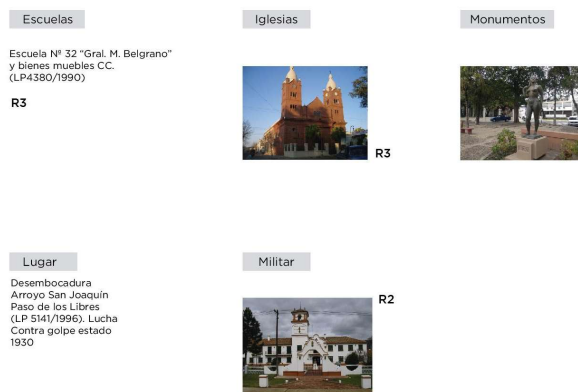 Escuelas
Iglesias
Monumentos
Escuela Nº 32 “Gral. M. Belgrano”
y bienes muebles CC.
(LP4380/1990)
R3
R3
Lugar
Militar
Desembocadura
Arroyo San Joaquín
Paso de los Libres
(LP 5141/1996). Lucha
Contra golpe estado
1930
R2